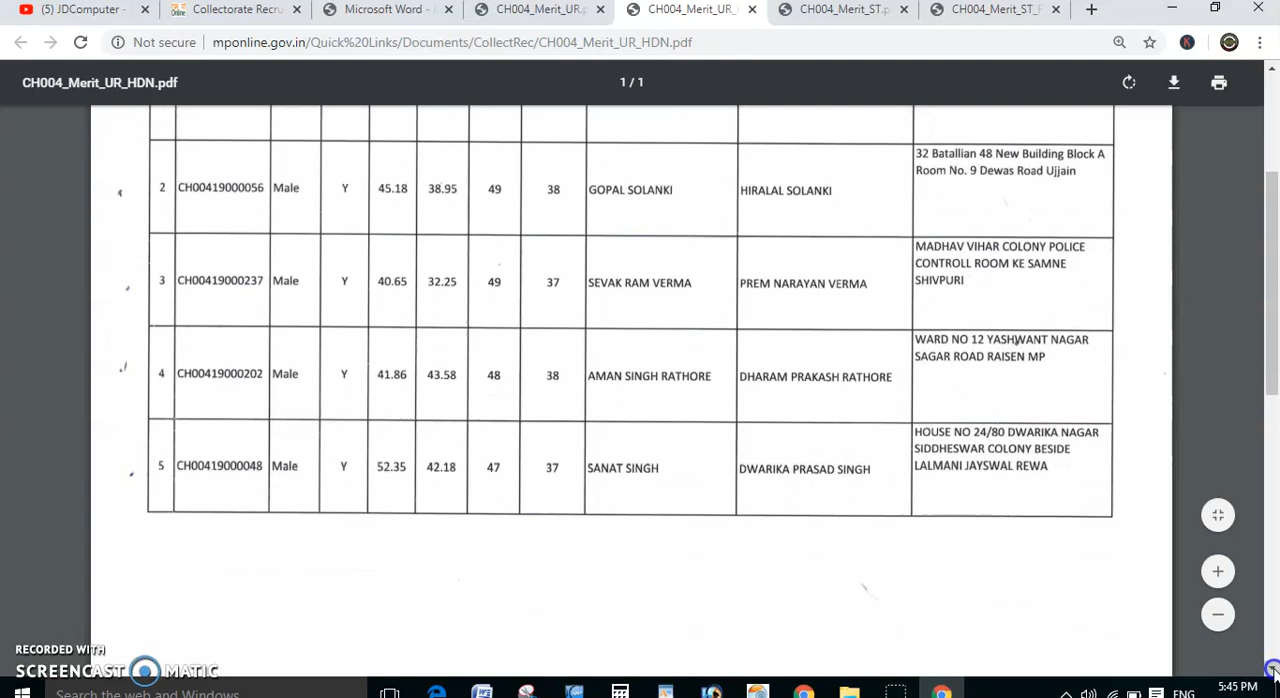 (5) JDComputer -
Collectorate Recru
Microsoft Word -
CH004_Merit_UR.p
CH004_Merit_UR_
CH004_Merit_ST.p
CH004_Merit_ST_F
Not secure
mponline.gov.in/Quick%20Links/Documents/CollectRec/CH004_Merit_UR_HDN.pdf
CH004_Merit_UR_HDN.pdf
1 / 1
2 CH00419000056 Male Y 45.18 38.95 49 38 GOPAL SOLANKI HIRALAL SOLANKI
32 Batallian 48 New Building Block A
Room No. 9 Dewas Road Ujjain
3 CH00419000237 Male Y 40.65 32.25 49 37 SEVAK RAM VERMA PREM NARAYAN VERMA
MADHAV VIHAR COLONY POLICE
CONTROLL ROOM KE SAMNE
SHIVPURI
4 CH00419000202 Male Y 41.86 43.58 48 38 AMAN SINGH RATHORE DHARAM PRAKASH RATHORE
WARD NO 12 YASHWANT NAGAR
SAGAR ROAD RAISEN MP
5 CH00419000048 Male Y 52.35 42.18 47 37 SANAT SINGH DWARIKA PRASAD SINGH
HOUSE NO 24/80 DWARIKA NAGAR
SIDDHESWAR COLONY BESIDE
LALMANI JAYSWAL REWA
RECORDED WITH
SCREENCAST MATIC
Search the web and Windows
ENG
5:45 PM